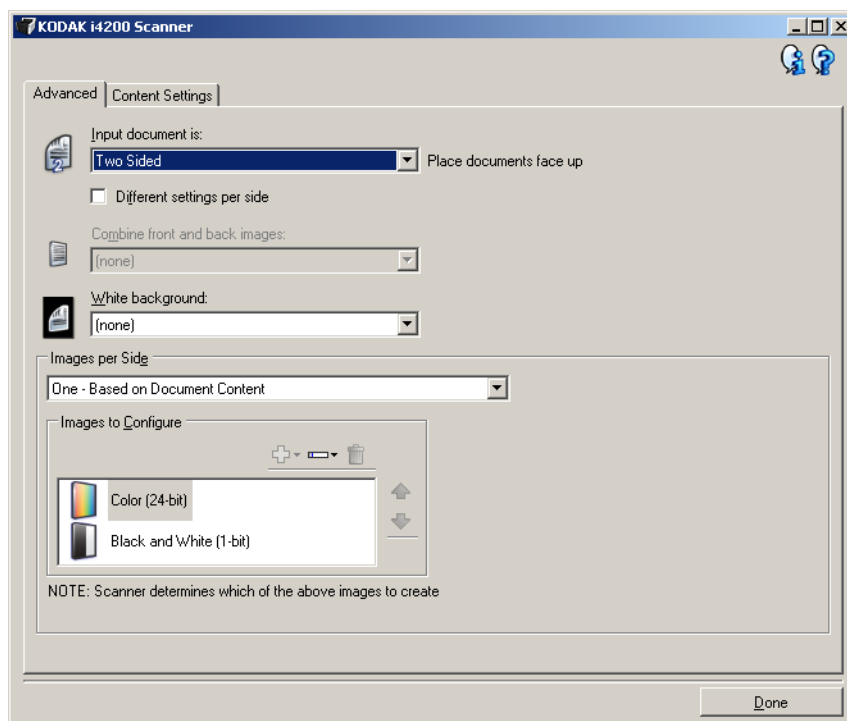 KODAK i4200 Scanner
Advanced
Content Settings
Input document is:
Two Sided
Place documents face up
Different settings per side
Combine front and back images:
(none)
White background:
(none)
Images per Side
One - Based on Document Content
Images to Configure
Color (24-bit)
Black and White (1-bit)
NOTE: Scanner determines which of the above images to create
Done